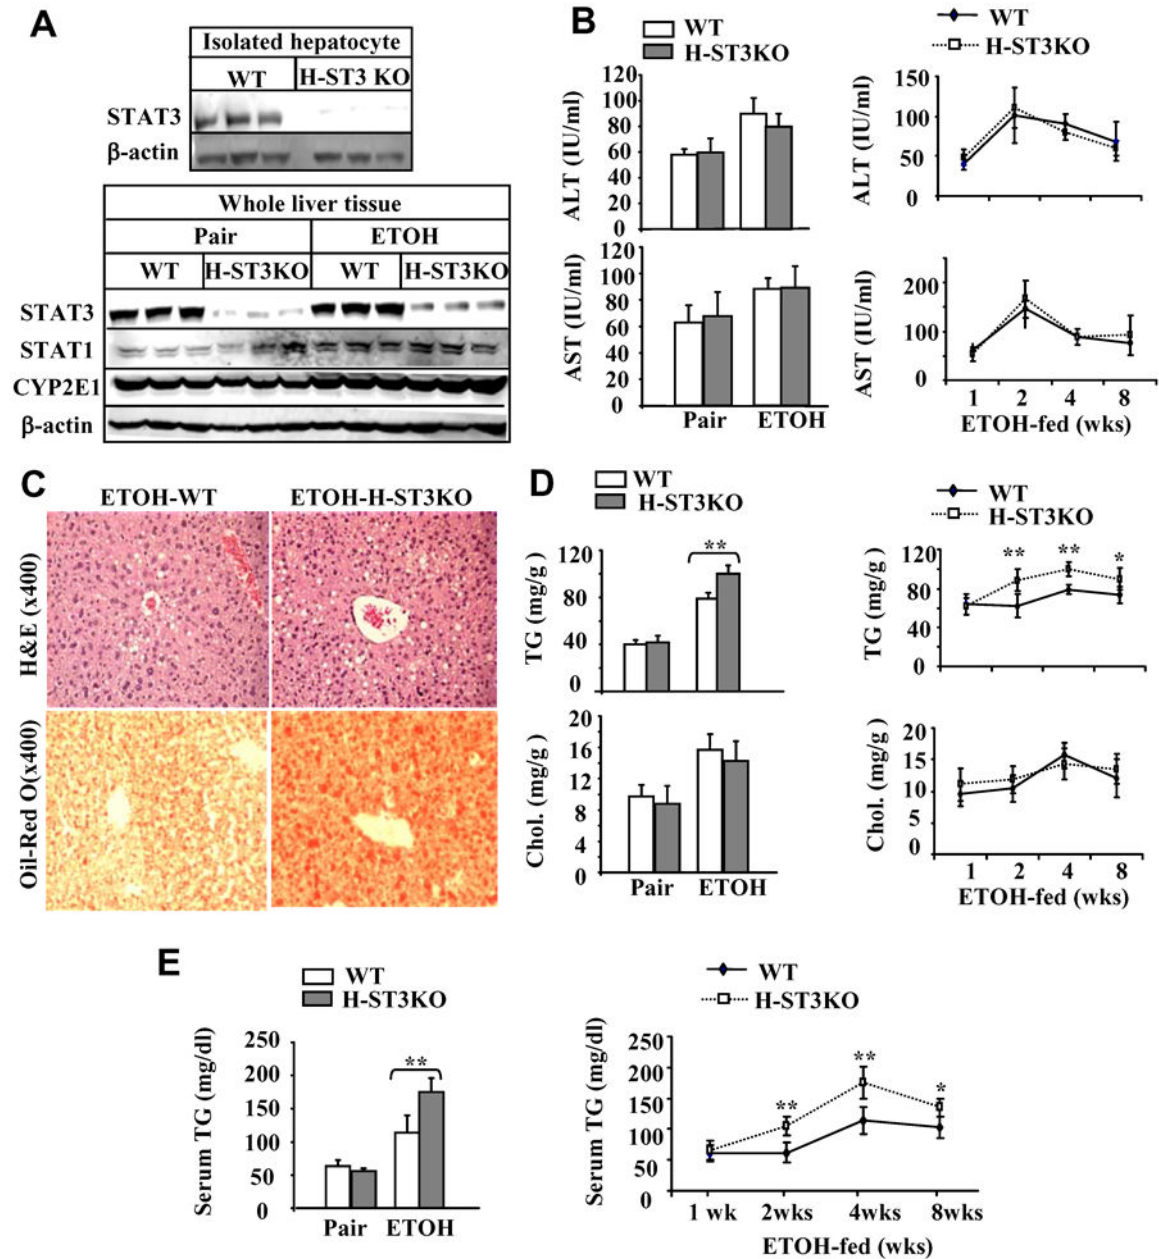 A
Isolated hepatocyte
WT H-ST3 KO
STAT3
β-actin
Whole liver tissue
Pair ETOH
WT H-ST3KO WT H-ST3KO
STAT3
STAT1
CYP2E1
β-actin
B
WT
H-ST3KO
ALT (IU/ml)
120
100
80
60
40
20
0
AST (IU/ml)
120
100
80
60
40
20
0
Pair ETOH
WT
H-ST3KO
ALT (IU/ml)
150
100
50
0
AST (IU/ml)
200
100
0
1 2 4 8
ETOH-fed (wks)
C
ETOH-WT ETOH-H-ST3KO
H&E (x400)
Oil-Red O(x400)
D
WT
H-ST3KO
TG (mg/g)
120
80
40
0
**
Chol. (mg/g )
20
16
12
8
4
0
Pair ETOH
WT
H-ST3KO
TG (mg/g )
120
80
40
0
** ** *
Chol. (mg/g )
20
15
10
5
0
1 2 4 8
ETOH-fed (wks)
E
WT
H-ST3KO
Serum TG (mg/dl)
250
200
150
100
50
0
**
Pair ETOH
WT
H-ST3KO
Serum TG (mg/dl)
250
200
150
100
50
0
** ** *
1 wk 2wks 4wks 8wks
ETOH-fed (wks)